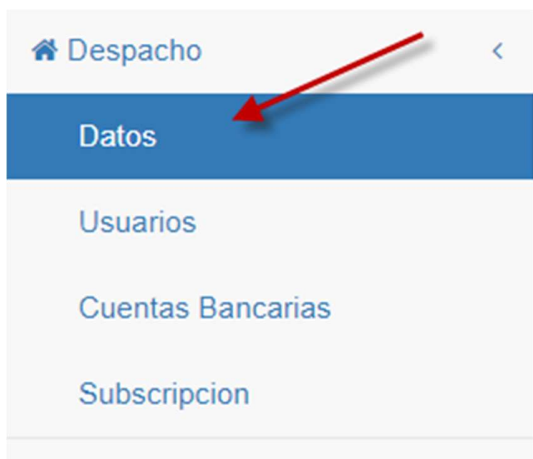 Despacho
Datos
Usuarios
Cuentas Bancarias
Subscripcion